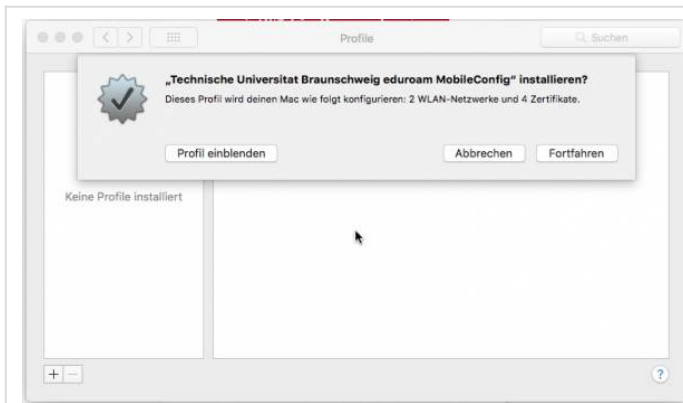 Profile
Suchen
„Technische Universitat Braunschweig eduroam MobileConfig“ installieren?
Dieses Profil wird deinen Mac wie folgt konfigurieren: 2 WLAN-Netzwerke und 4 Zertifikate.
Profil einblenden
Abbrechen
Fortfahren
Keine Profile installiert
+ −
?